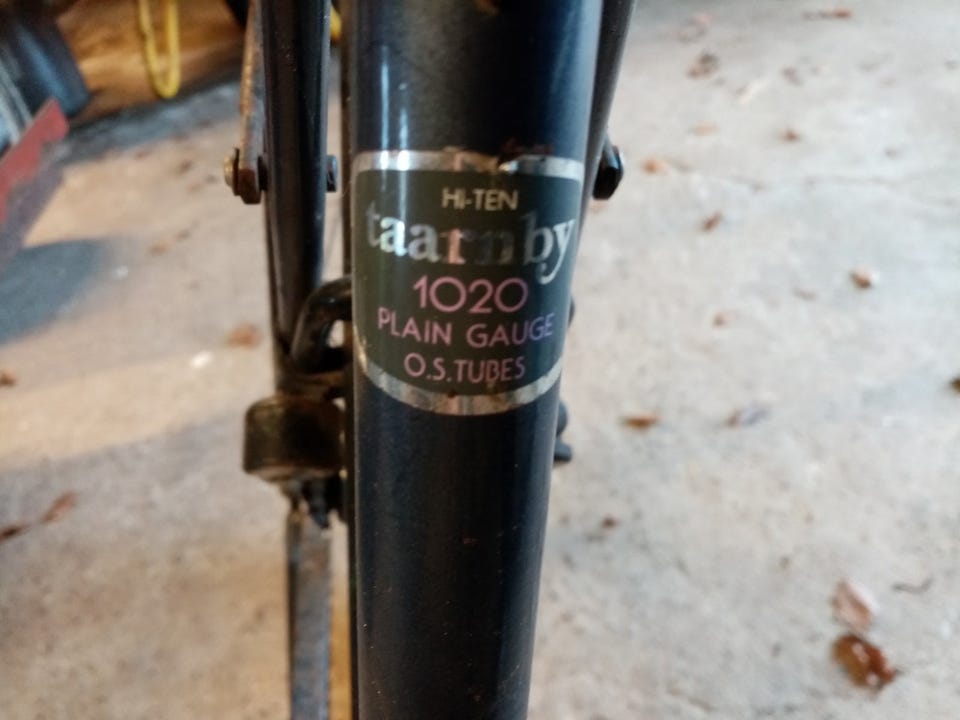 HI-TEN
taarnby
1020
PLAIN GAUGE
O.S.TUBES